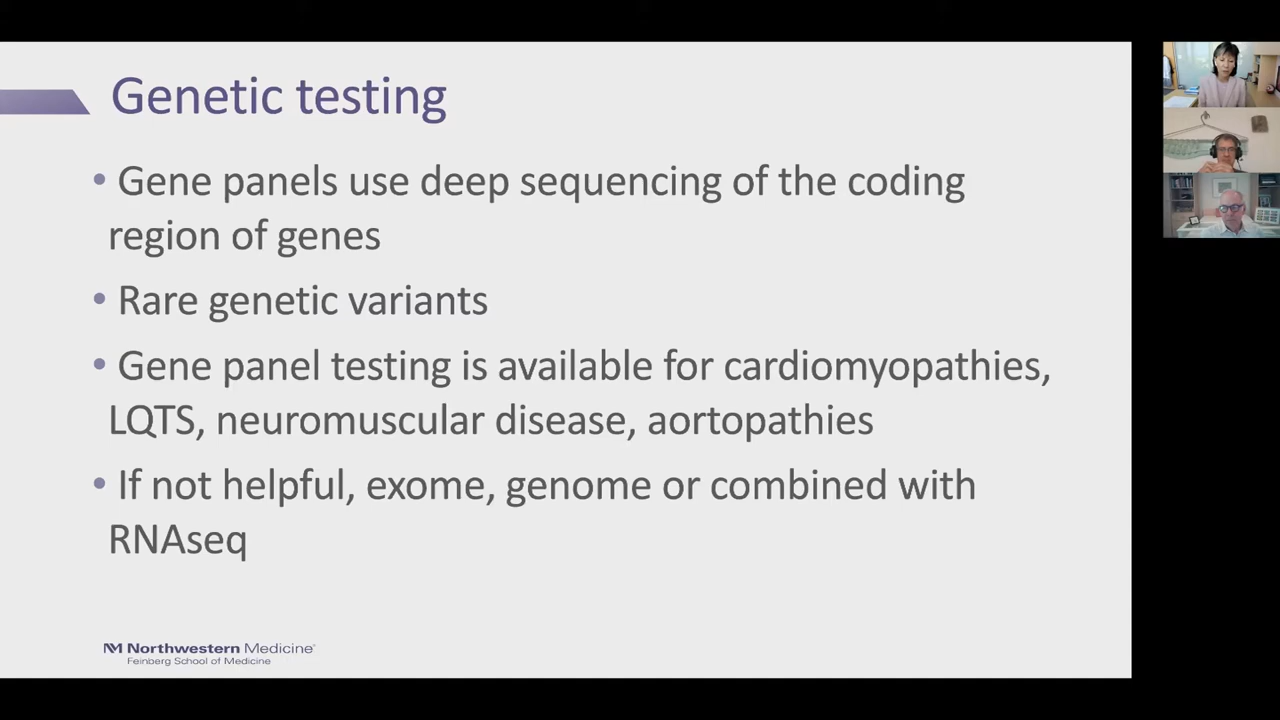 Genetic testing
• Gene panels use deep sequencing of the coding
region of genes
• Rare genetic variants
• Gene panel testing is available for cardiomyopathies,
LQTS, neuromuscular disease, aortopathies
• If not helpful, exome, genome or combined with
RNAseq
Northwestern Medicine®
Feinberg School of Medicine